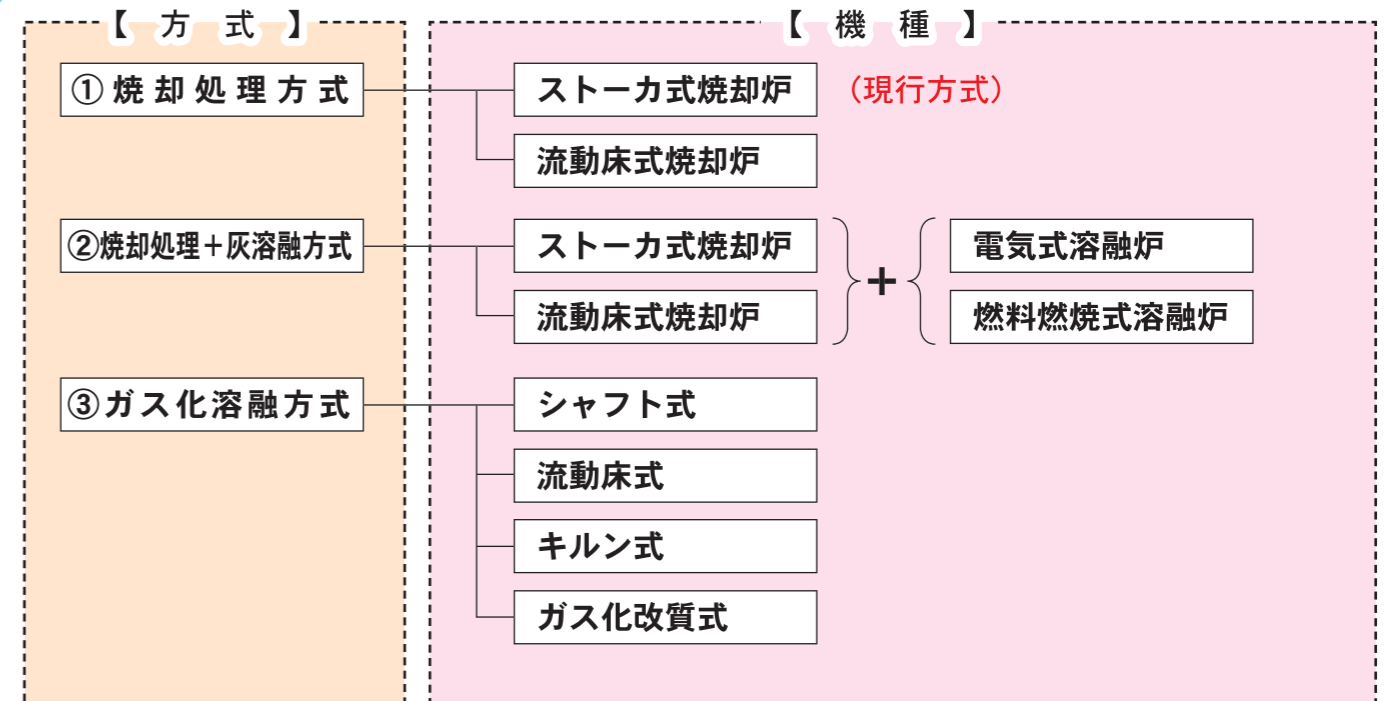 【 方 式 】
【 機 種 】
①焼却処理方式
ストーカ式焼却炉
（現行方式）
流動床式焼却炉
②焼却処理＋灰溶融方式
ストーカ式焼却炉
流動床式焼却炉
＋
電気式溶融炉
燃料燃焼式溶融炉
③ガス化溶融方式
シャフト式
流動床式
キルン式
ガス化改質式